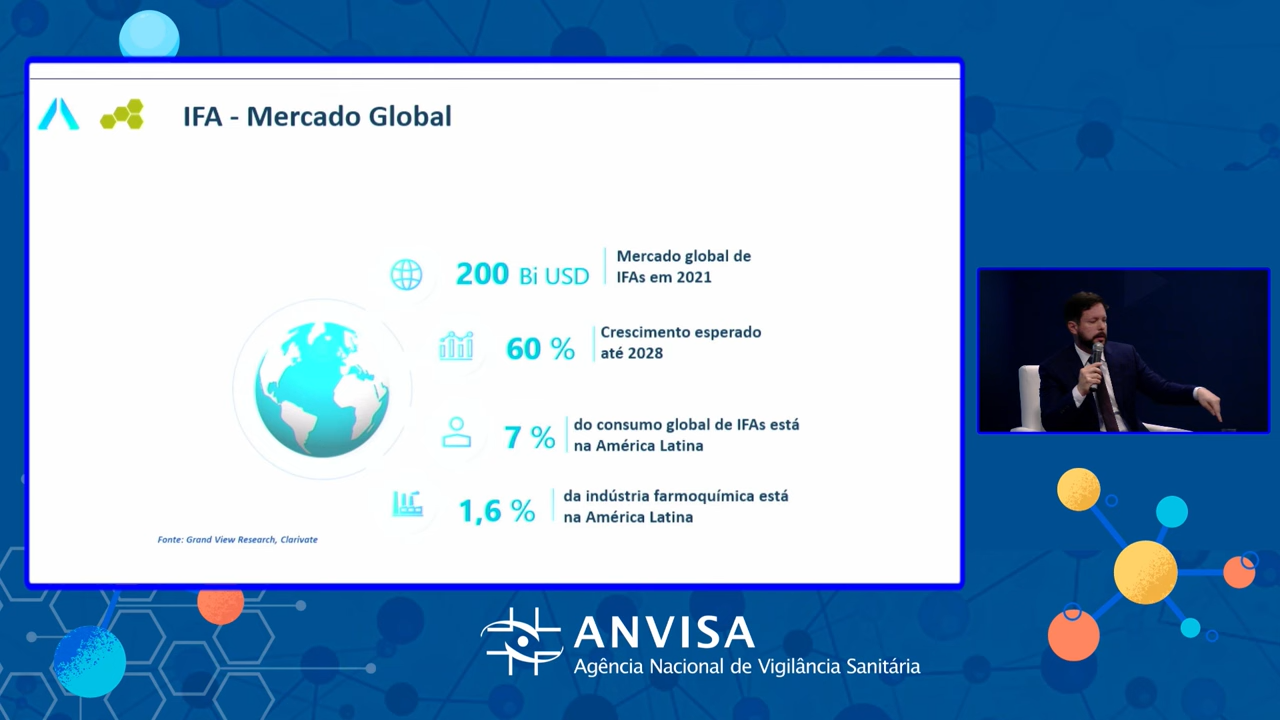 IFA - Mercado Global
200 Bi USD
Mercado global de
IFAs em 2021
60 %
Crescimento esperado
até 2028
7 %
do consumo global de IFAs está
na América Latina
1,6 %
da indústria farmoquímica está
na América Latina
Fonte: Grand View Research, Clarivate
ANVISA
Agência Nacional de Vigilância Sanitária